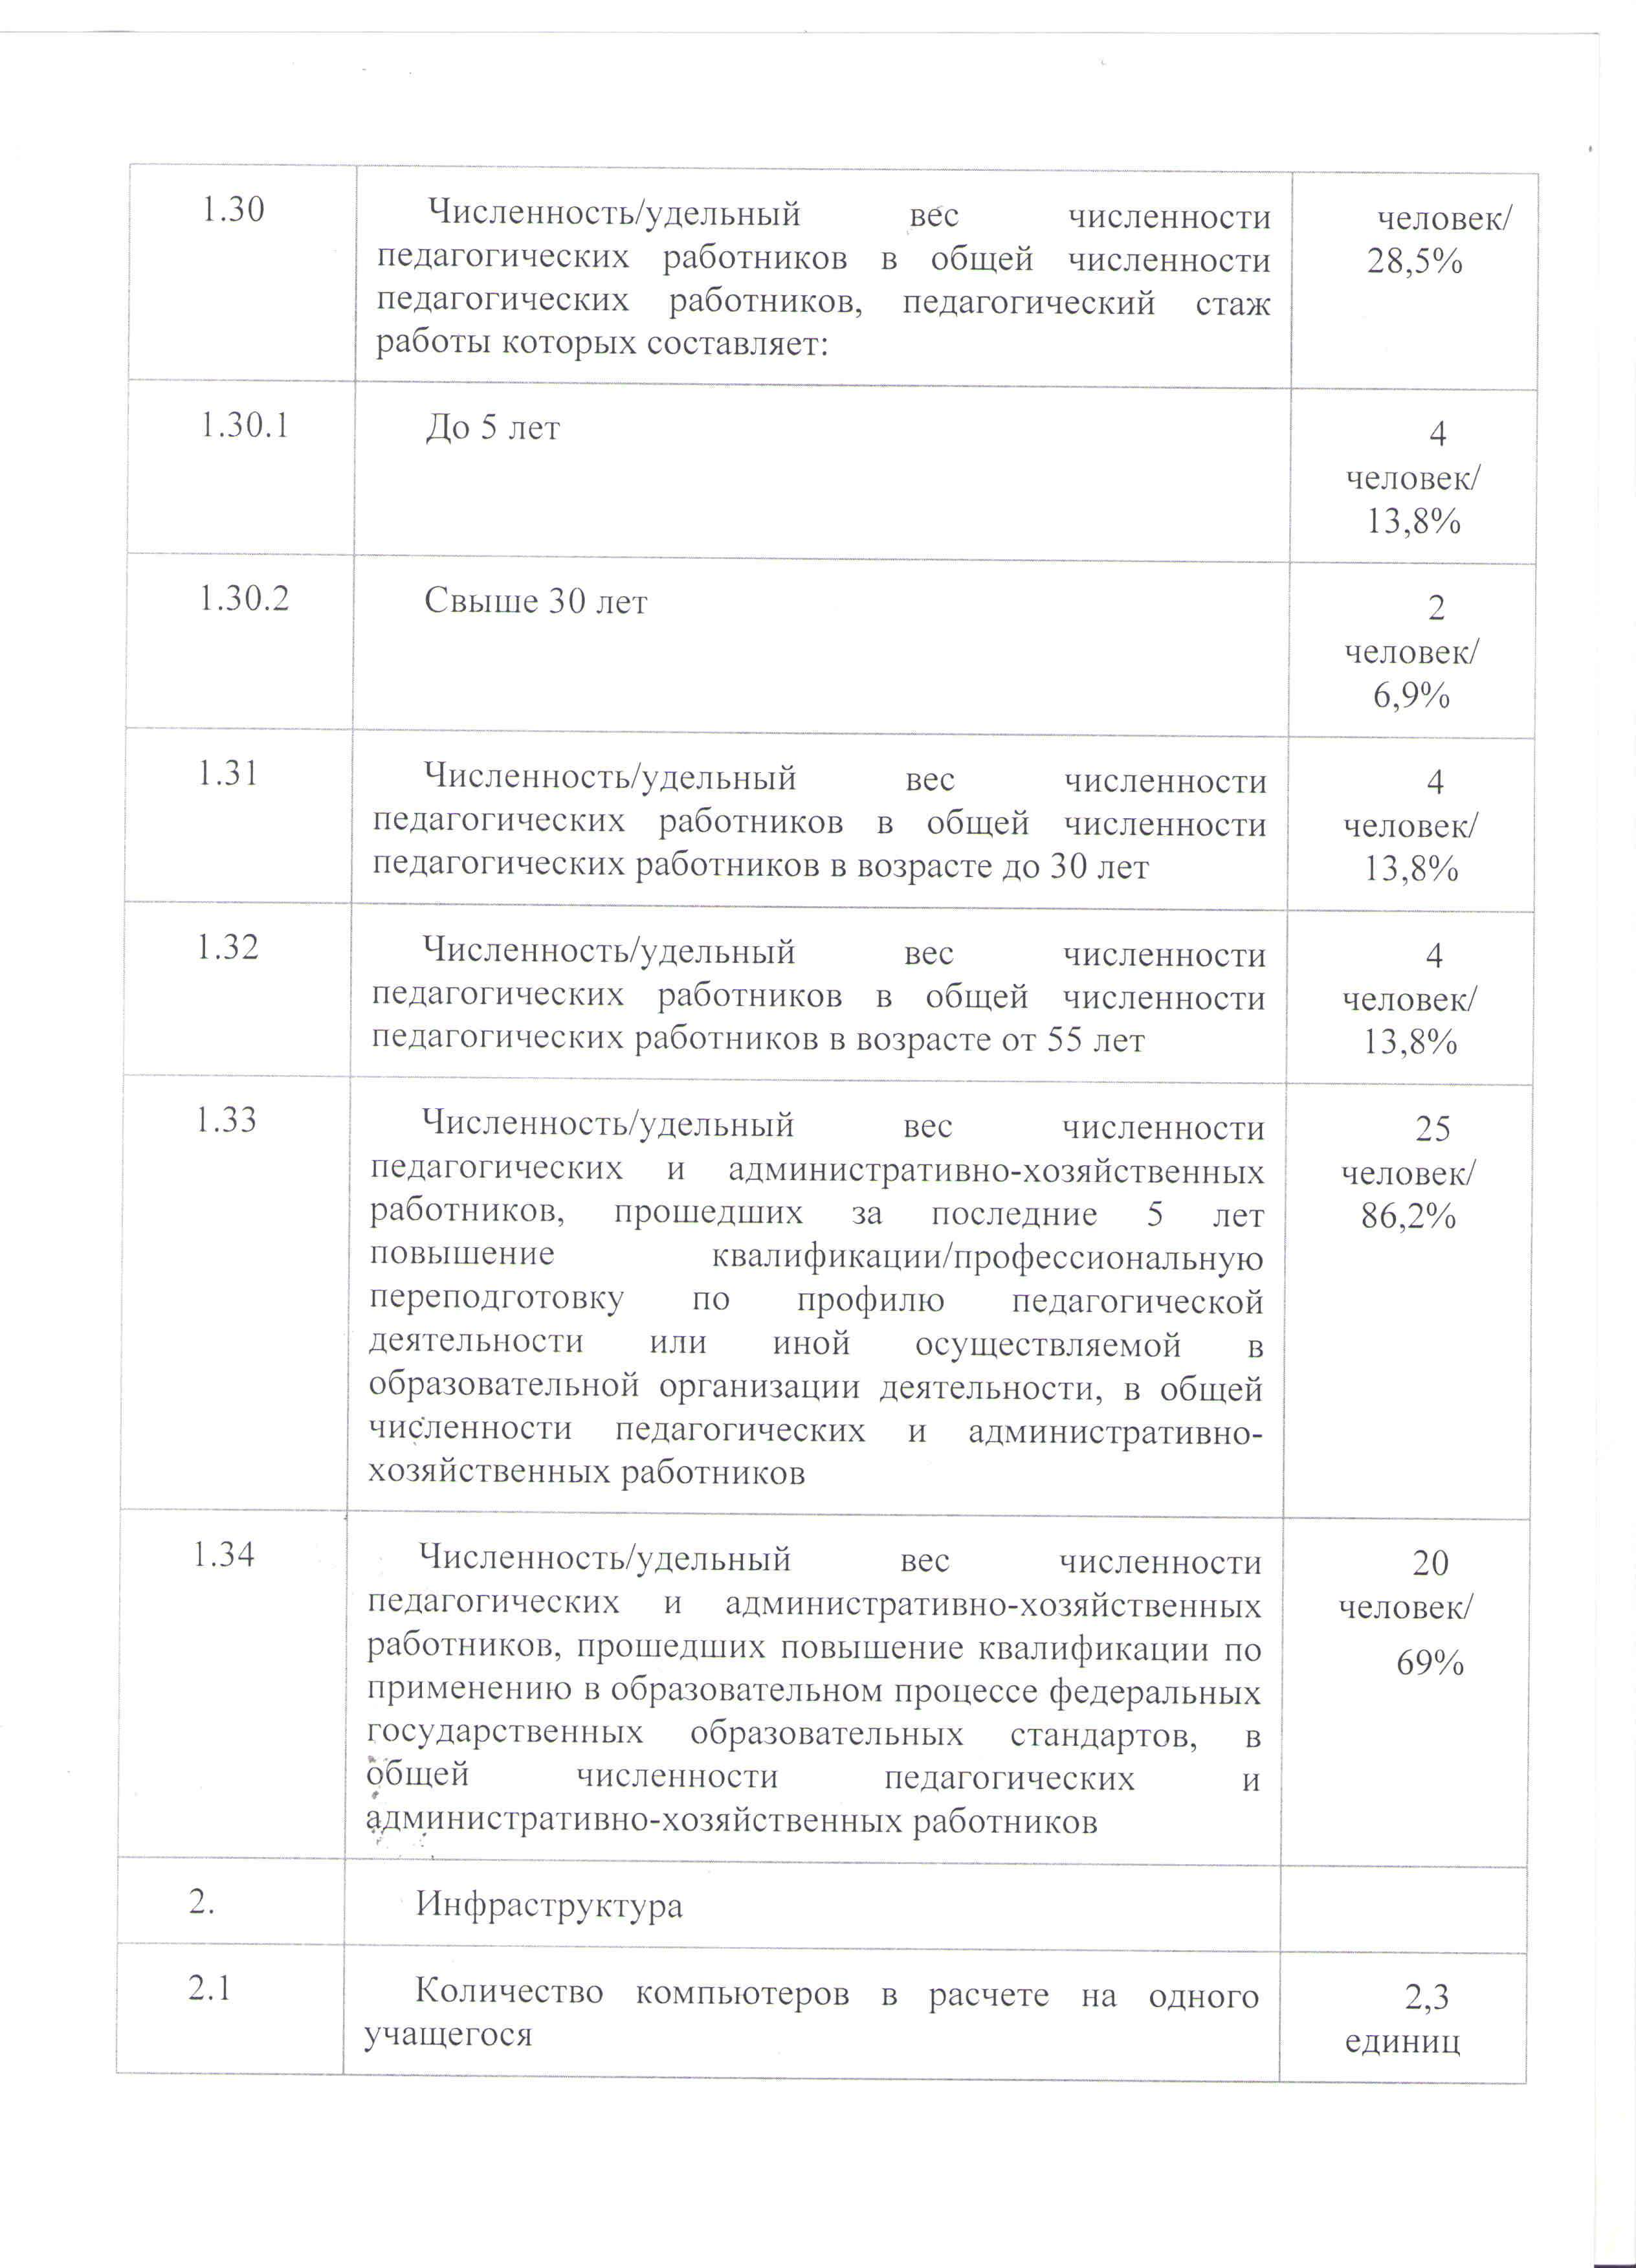 1.30
Численность/удельный вес численности
педагогических работников в общей численности
педагогических работников, педагогический стаж
работы которых составляет:
человек/
28,5%
1.30.1
До 5 лет
4
человек/
13,8%
1.30.2
Свыше 30 лет
2
человек/
6,9%
1.31
Численность/удельный вес численности
педагогических работников в общей численности
педагогических работников в возрасте до 30 лет
4
человек/
13,8%
1.32
Численность/удельный вес численности
педагогических работников в общей численности
педагогических работников в возрасте от 55 лет
4
человек/
13,8%
1.33
Численность/удельный вес численности
педагогических и административно-хозяйственных
работников, прошедших за последние 5 лет
повышение квалификации/профессиональную
переподготовку по профилю педагогической
деятельности или иной осуществляемой в
образовательной организации деятельности, в общей
численности педагогических и административно-
хозяйственных работников
25
человек/
86,2%
1.34
Численность/удельный вес численности
педагогических и административно-хозяйственных
работников, прошедших повышение квалификации по
применению в образовательном процессе федеральных
государственных образовательных стандартов, в
общей численности педагогических и
административно-хозяйственных работников
20
человек/
69%
2.
Инфраструктура
2.1
Количество компьютеров в расчете на одного
учащегося
2,3
единиц